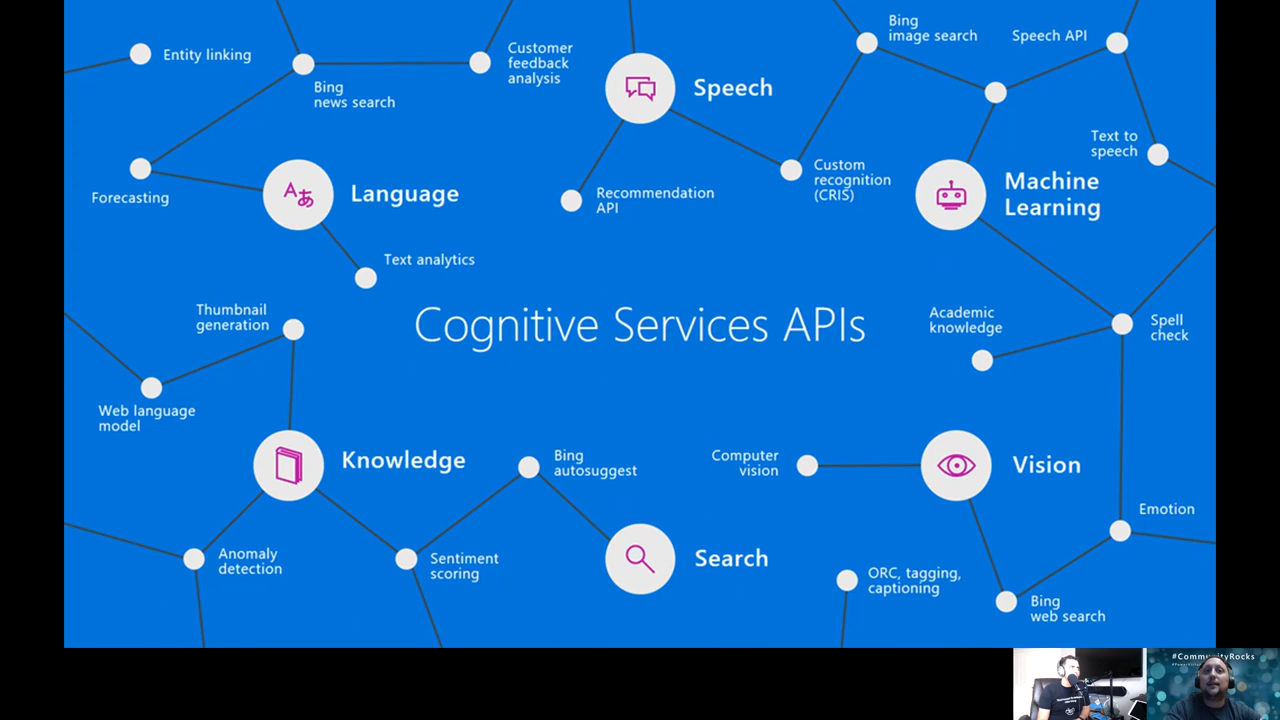 Entity linking
Bing
news search
Customer
feedback
analysis
Speech
Bing
image search
Speech API
Text to
speech
Forecasting
Language
Text analytics
Recommendation
API
Custom
recognition
(CRIS)
Machine
Learning
Thumbnail
generation
Cognitive Services APIs
Academic
knowledge
Spell
check
Web language
model
Knowledge
Bing
autosuggest
Computer
vision
Vision
Emotion
Anomaly
detection
Sentiment
scoring
Search
ORC, tagging,
captioning
Bing
web search
#CommunityRocks